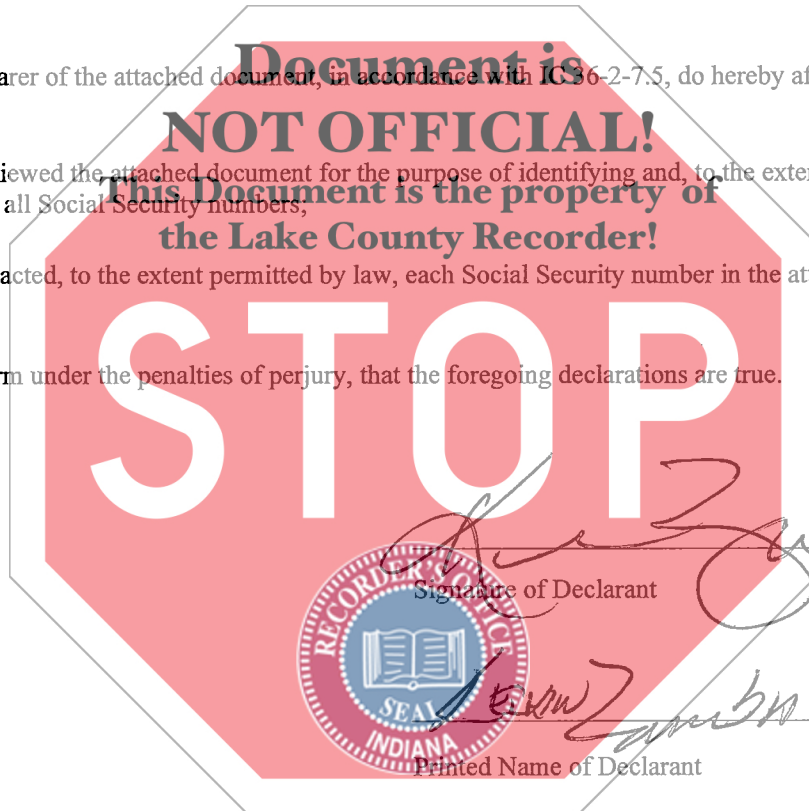 Document is
arer of the attached document, in accordance with IC 36-2-7.5, do hereby af
NOT OFFICIAL!
iewed the attached document for the purpose of identifying and, to the exten
This Document is the property of
all Social Security numbers;
the Lake County Recorder!
acted, to the extent permitted by law, each Social Security number in the att
STOP
rm under the penalties of perjury, that the foregoing declarations are true.
Signature of Declarant
RECORDER'S OFFICE
SEAL
INDIANA
Printed Name of Declarant